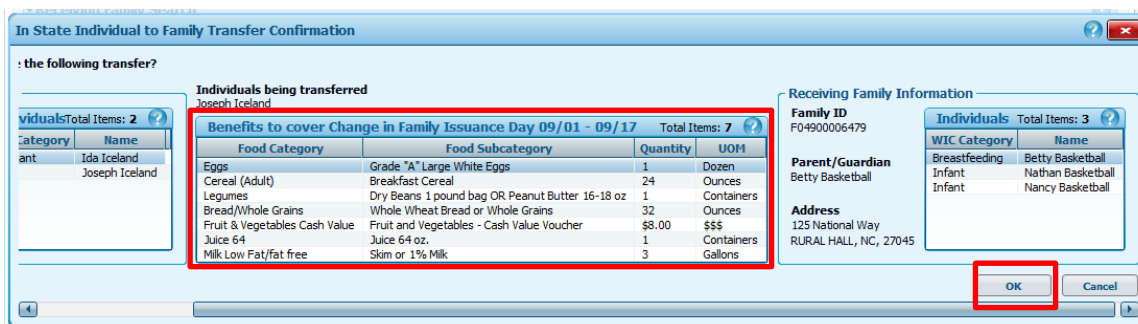 In State Individual to Family Transfer Confirmation
: the following transfer?
Individuals being transferred
Joseph Iceland
vidualsTotal Items: 2
Category Name
ant Ida Iceland
Joseph Iceland
Benefits to cover Change in Family Issuance Day 09/01 - 09/17 Total Items: 7
Food Category Food Subcategory Quantity UOM
Eggs Grade "A" Large White Eggs 1 Dozen
Cereal (Adult) Breakfast Cereal 24 Ounces
Legumes Dry Beans 1 pound bag OR Peanut Butter 16-18 oz 1 Containers
Bread/Whole Grains Whole Wheat Bread or Whole Grains 32 Ounces
Fruit & Vegetables Cash Value Fruit and Vegetables - Cash Value Voucher $8.00 $$$
Juice 64 Juice 64 oz. 1 Containers
Milk Low Fat/fat free Skim or 1% Milk 3 Gallons
Receiving Family Information
Family ID
F04900006479
Parent/Guardian
Betty Basketball
Address
125 National Way
RURAL HALL, NC, 27045
Individuals Total Items: 3
WIC Category Name
Breastfeeding Betty Basketball
Infant Nathan Basketball
Infant Nancy Basketball
OK Cancel